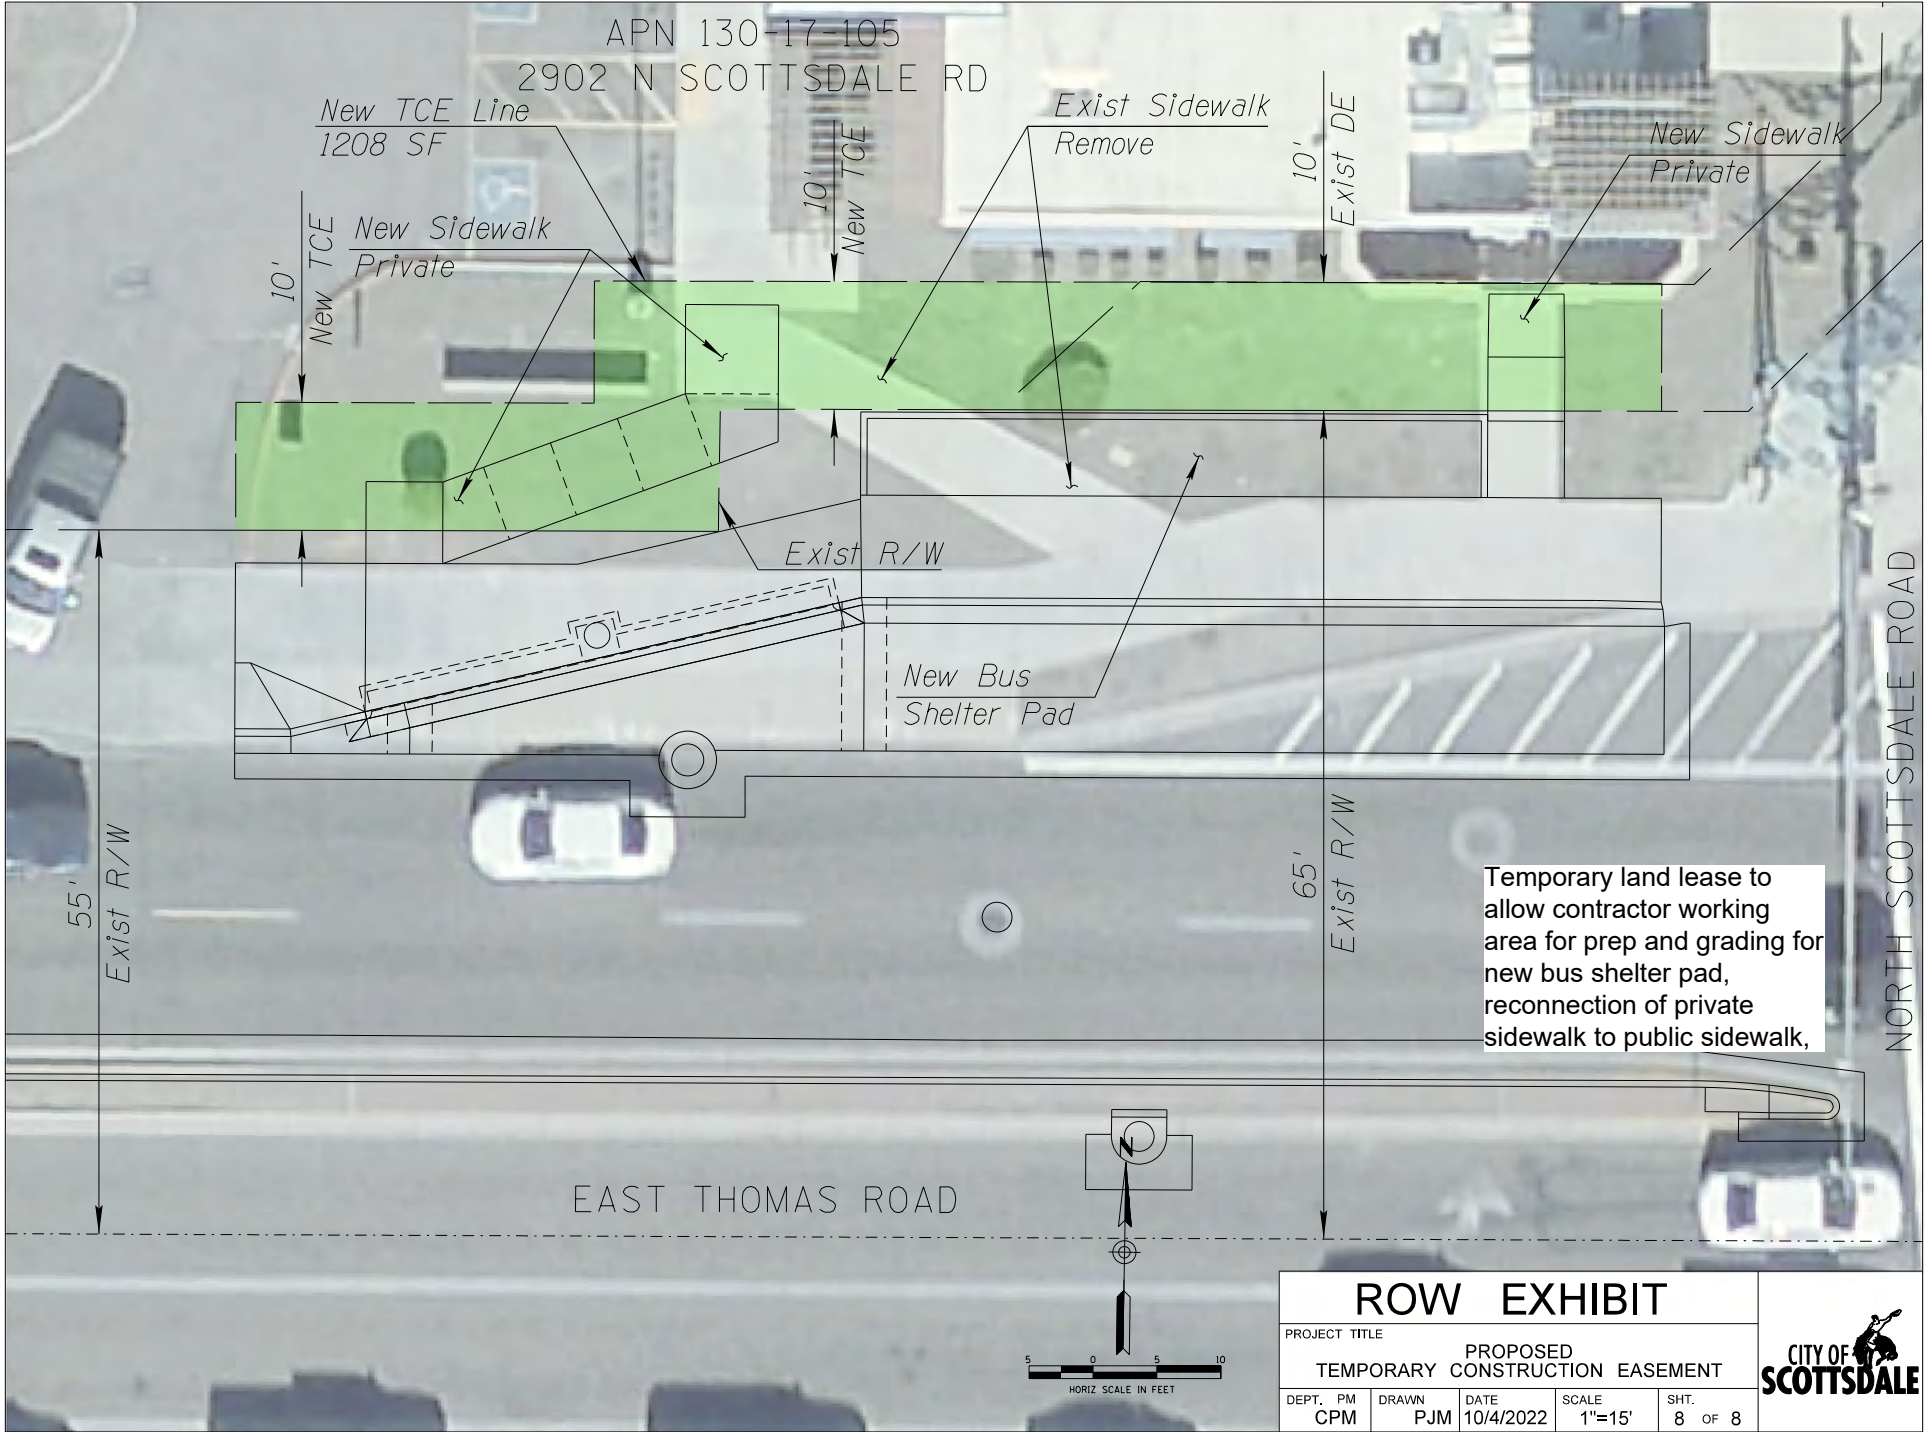 APN 130-17-105
2902 N SCOTTSDALE RD
New TCE Line
1208 SF
Exist Sidewalk
Remove
New Sidewalk
Private
10'
New TCE
10'
Exist DE
10'
New TCE
New Sidewalk
Private
Exist R/W
New Bus
Shelter Pad
55'
Exist R/W
65'
Exist R/W
NORTH SCOTTSDALE ROAD
Temporary land lease to
allow contractor working
area for prep and grading for
new bus shelter pad,
reconnection of private
sidewalk to public sidewalk,
N
EAST THOMAS ROAD
5 0 5 10
HORIZ SCALE IN FEET
ROW EXHIBIT
PROJECT TITLE
PROPOSED
TEMPORARY CONSTRUCTION EASEMENT
DEPT. PM
CPM
DRAWN
PJM
DATE
10/4/2022
SCALE
1"=15'
SHT.
8 OF 8
CITY OF
SCOTTSDALE